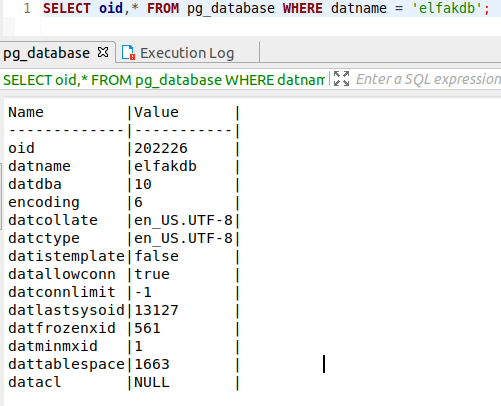 1 SELECT oid,* FROM pg_database WHERE datname = 'elfakdb';
pg_database Execution Log
SELECT oid,* FROM pg_database WHERE datnam Enter a SQL expression
Name |Value |
-------------|-----------|
oid |202226 |
datname |elfakdb |
datdba |10 |
encoding |6 |
datcollate |en_US.UTF-8|
datctype |en_US.UTF-8|
datistemplate|false |
datallowconn |true |
datconnlimit |-1 |
datlastsysoid|13127 |
datfrozenxid |561 |
datminmxid |1 |
dattablespace|1663 |
datacl |NULL |